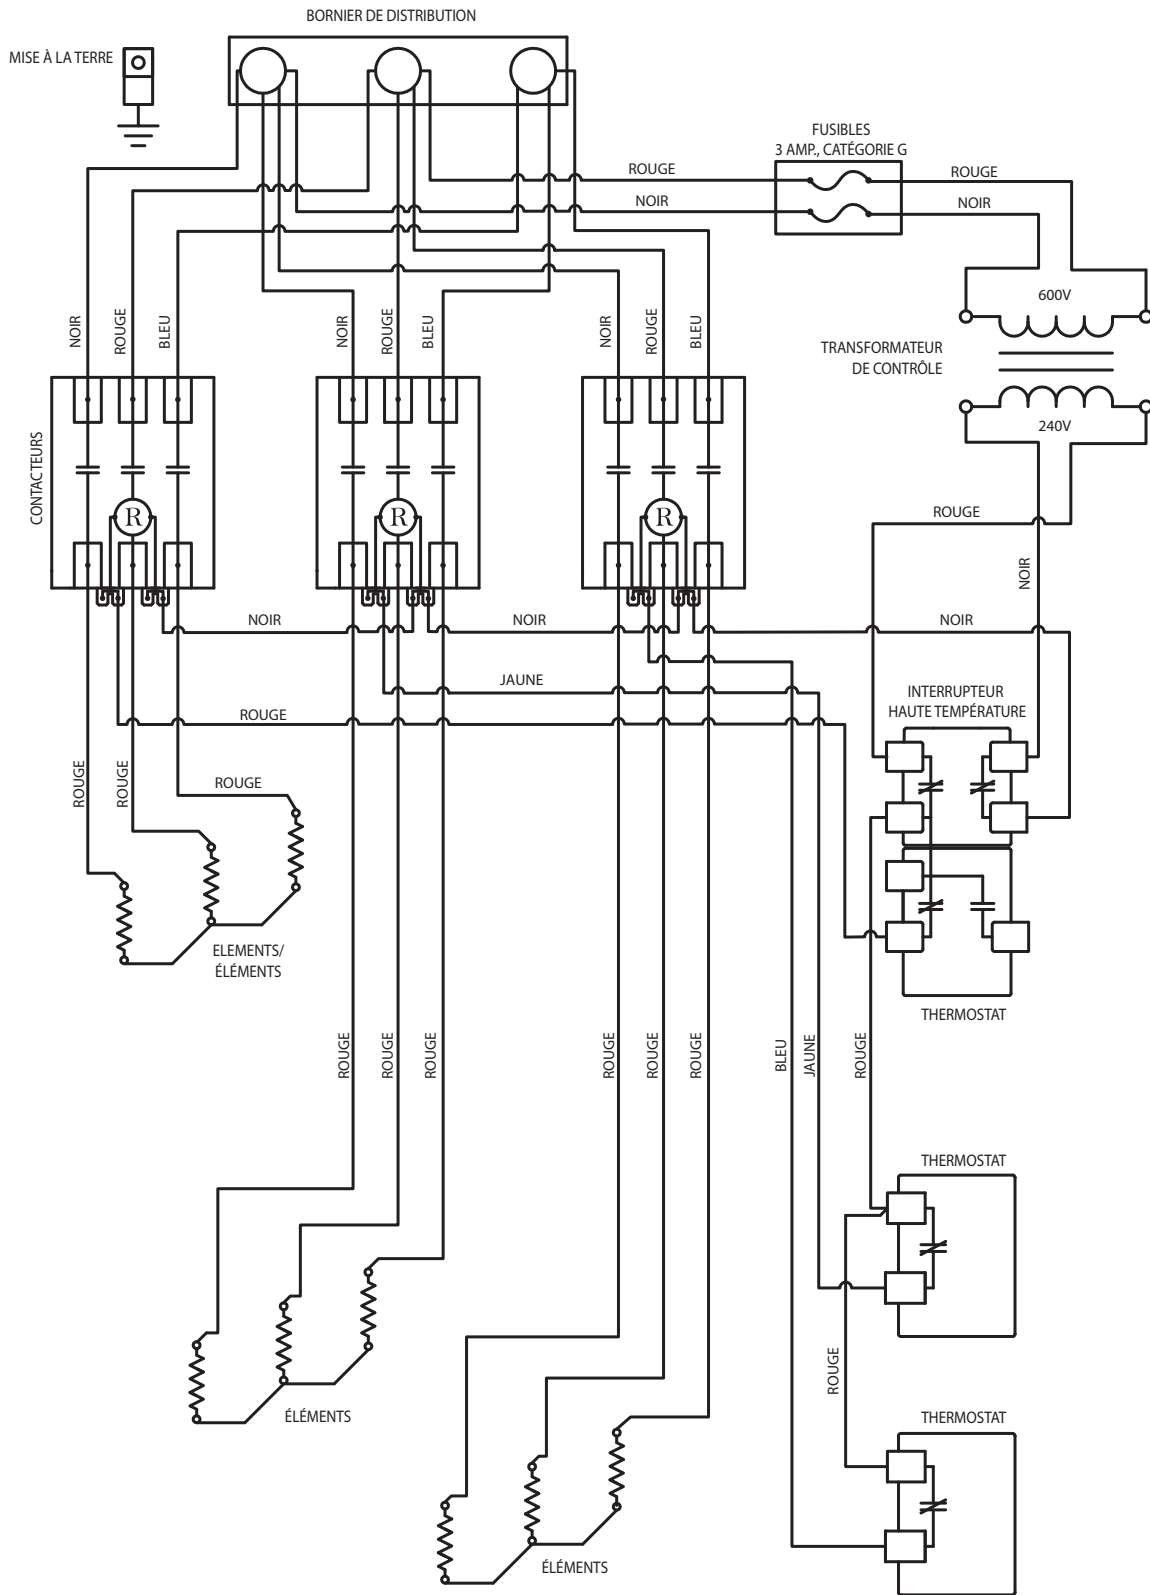 BORNIER DE DISTRIBUTION
MISE À LA TERRE
FUSIBLES
3 AMP., CATÉGORIE G
ROUGE
ROUGE
NOIR
NOIR
600V
TRANSFORMATEUR
DE CONTRÔLE
240V
NOIR
ROUGE
BLEU
NOIR
ROUGE
BLEU
NOIR
ROUGE
BLEU
CONTACTEURS
R
R
R
ROUGE
NOIR
NOIR
NOIR
NOIR
JAUNE
ROUGE
INTERRUPTEUR
HAUTE TEMPÉRATURE
ROUGE
ROUGE
ROUGE
ELEMENTS/
ÉLÉMENTS
THERMOSTAT
ROUGE
ROUGE
ROUGE
ROUGE
ROUGE
ROUGE
BLEU
JAUNE
ROUGE
THERMOSTAT
ROUGE
ÉLÉMENTS
THERMOSTAT
ÉLÉMENTS